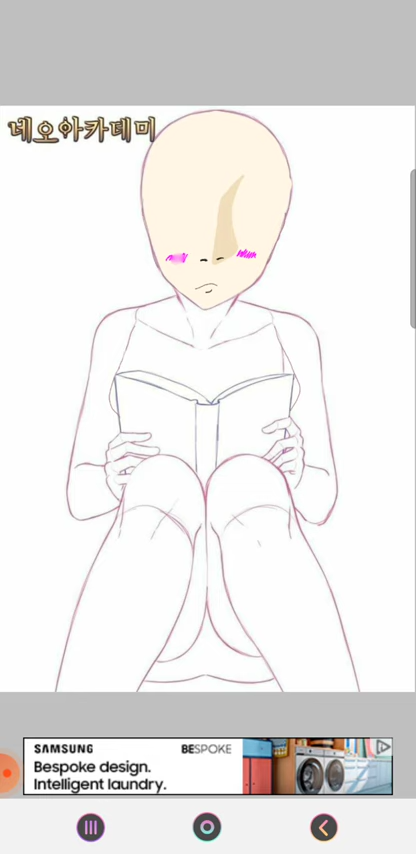 네오아카데미
SAMSUNG
BESPOKE
Bespoke design.
Intelligent laundry.